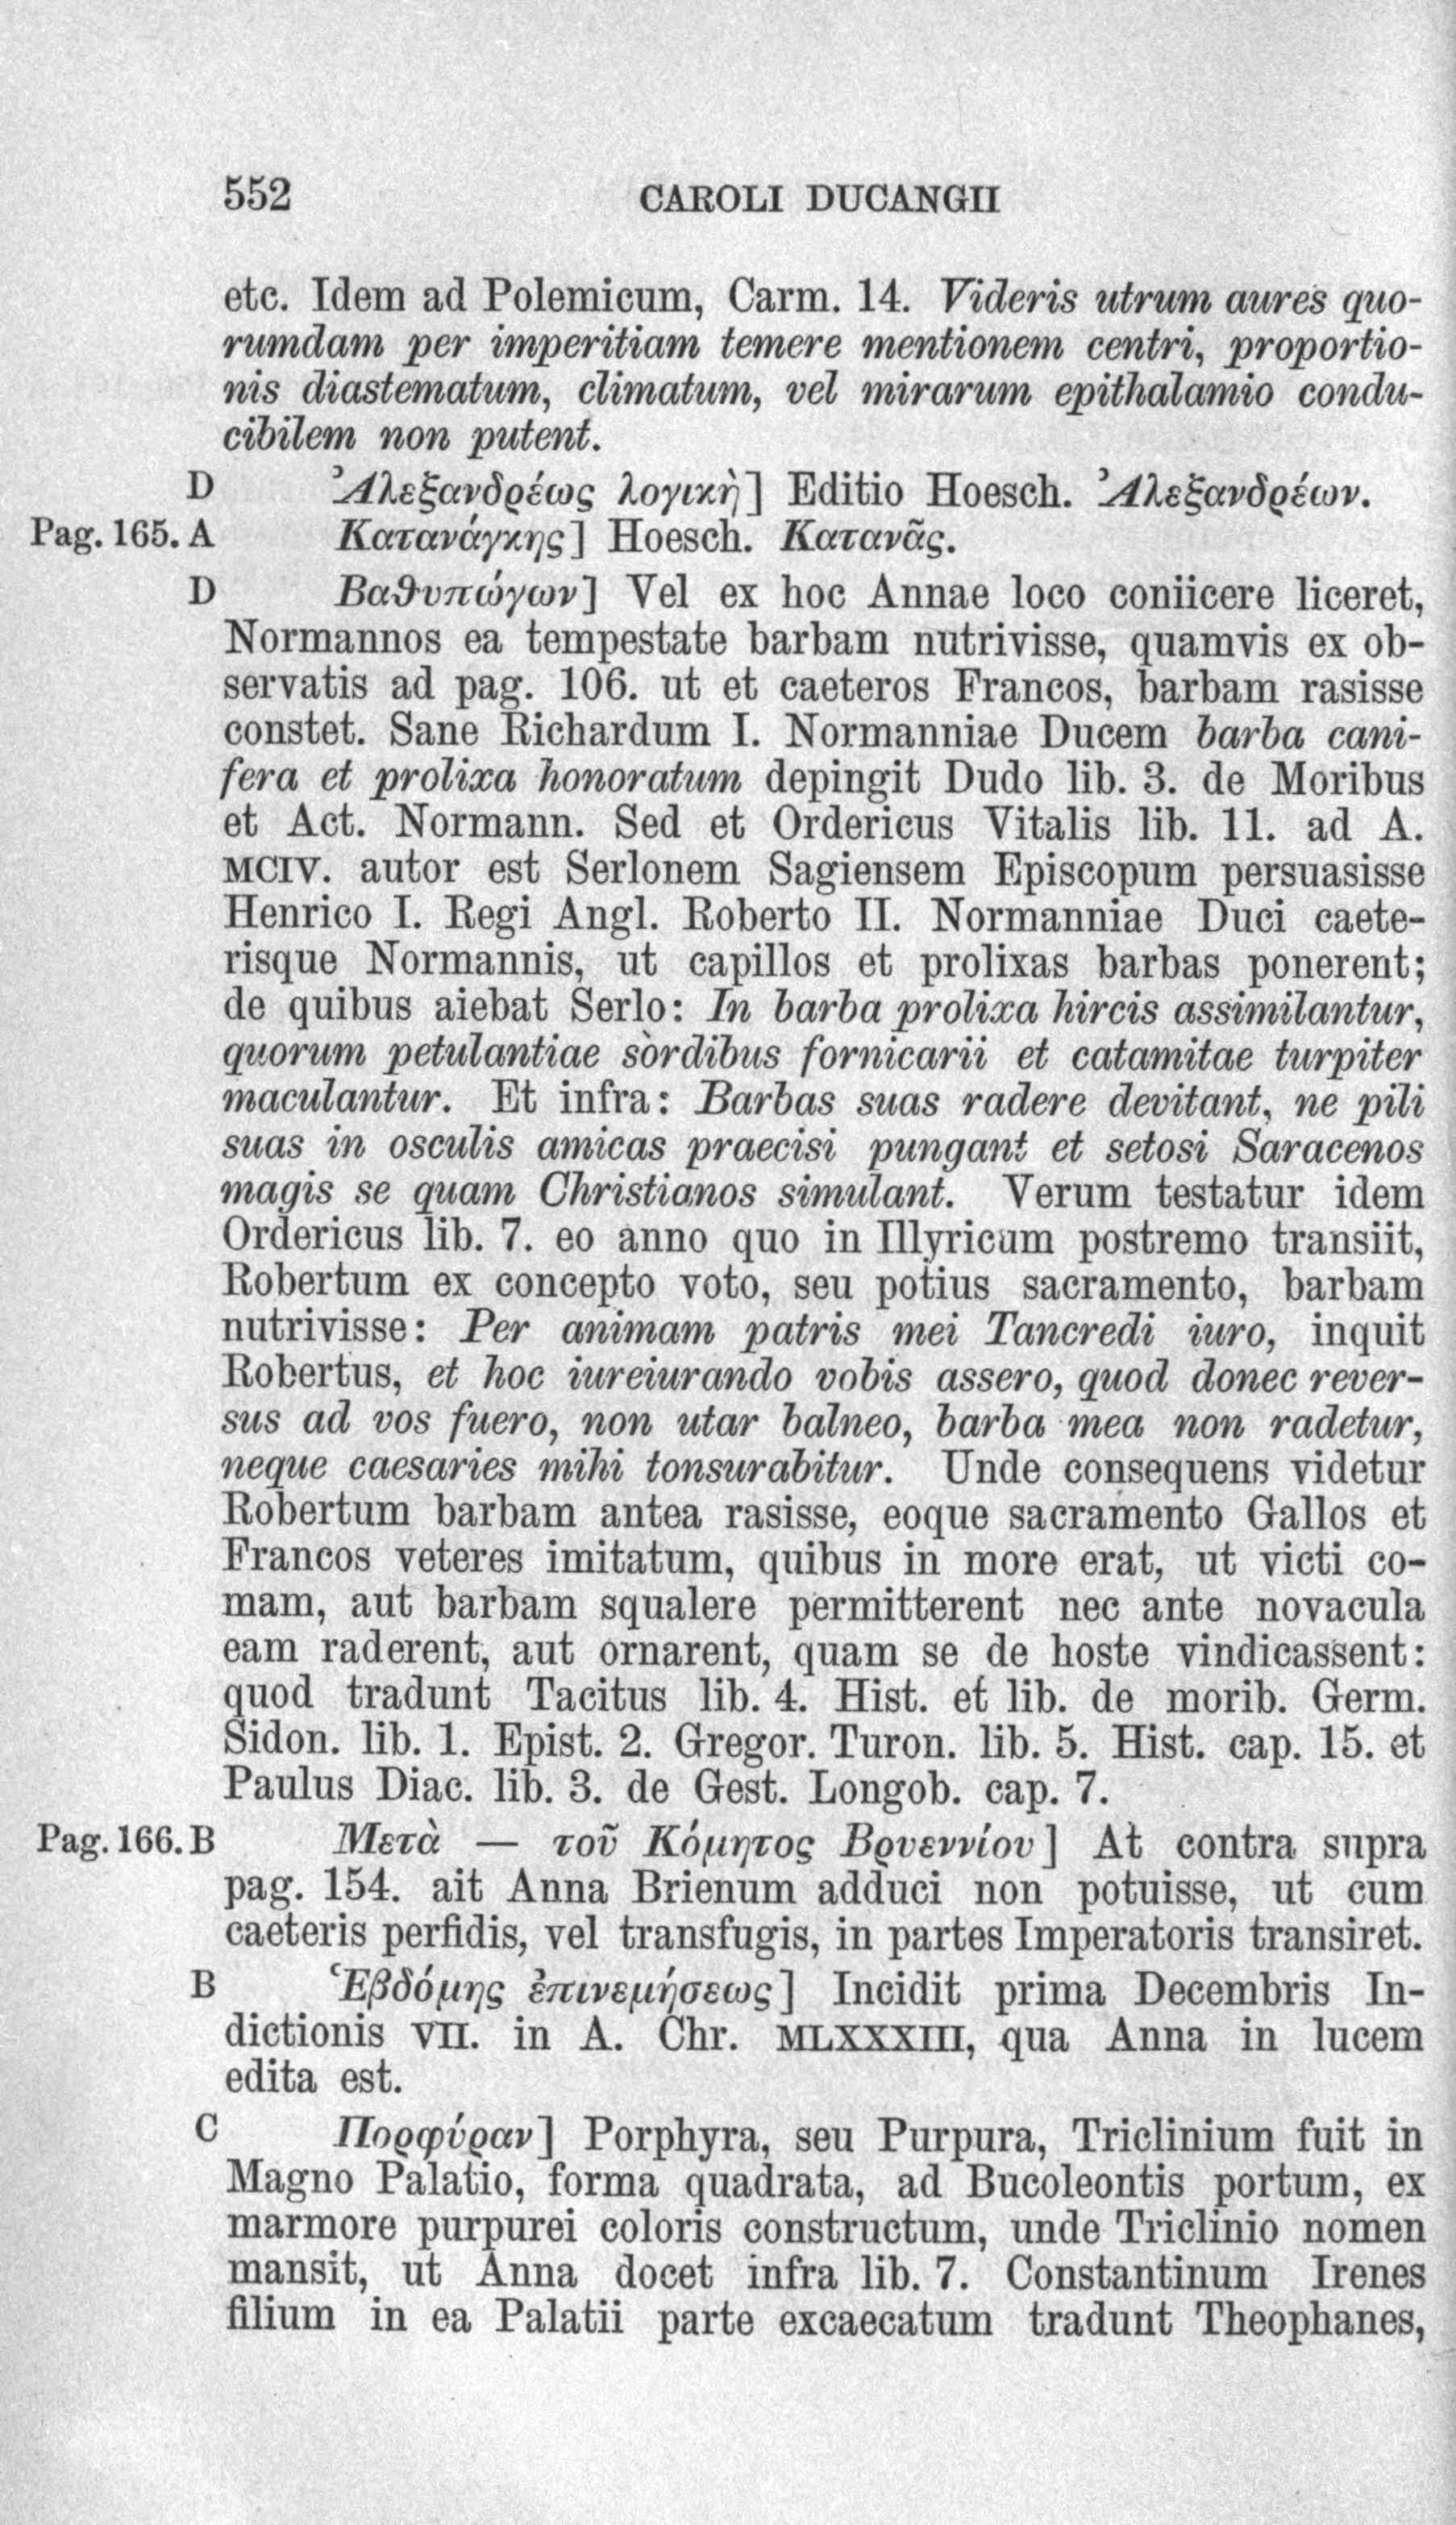 552 CAROLI DUCANGII
etc. Idem ad Polemicum, Carm. 14. Videris utrum aures quo-
rumdam per imperitiam temere mentionem centri, proportio-
nis diastematum, climatum, vel mirarum epithalamio condu-
cibilem non putent.
D Ἀλεξανδρέως λογικὴ] Editio Hoesch. Ἀλεξανδρέων.
Pag. 165. A Κατανάγκης] Hoesch. Κατανᾶς.
D Βαθυπώγων] Vel ex hoc Annae loco coniicere liceret,
Normannos ea tempestate barbam nutrivisse, quamvis ex ob-
servatis ad pag. 106. ut et caeteros Francos, barbam rasisse
constet. Sane Richardum I. Normanniae Ducem barba cani-
fera et prolixa honoratum depingit Dudo lib. 3. de Moribus
et Act. Normann. Sed et Ordericus Vitalis lib. 11. ad A.
MCIV. autor est Serlonem Sagiensem Episcopum persuasisse
Henrico I. Regi Angl. Roberto II. Normanniae Duci caete-
risque Normannis, ut capillos et prolixas barbas ponerent;
de quibus aiebat Serlo: In barba prolixa hircis assimilantur,
quorum petulantiae sordibus fornicarii et catamitae turpiter
maculantur. Et infra: Barbas suas radere devitant, ne pili
suas in osculis amicas praecisi pungant et setosi Saracenos
magis se quam Christianos simulant. Verum testatur idem
Ordericus lib. 7. eo anno quo in Illyricum postremo transiit,
Robertum ex concepto voto, seu potius sacramento, barbam
nutrivisse: Per animam patris mei Tancredi iuro, inquit
Robertus, et hoc iureiurando vobis assero, quod donec rever-
sus ad vos fuero, non utar balneo, barba mea non radetur,
neque caesaries mihi tonsurabitur. Unde consequens videtur
Robertum barbam antea rasisse, eoque sacramento Gallos et
Francos veteres imitatum, quibus in more erat, ut victi co-
mam, aut barbam squalere permitterent nec ante novacula
eam raderent, aut ornarent, quam se de hoste vindicassent:
quod tradunt Tacitus lib. 4. Hist. et lib. de morib. Germ.
Sidon. lib. 1. Epist. 2. Gregor. Turon. lib. 5. Hist. cap. 15. et
Paulus Diac. lib. 3. de Gest. Longob. cap. 7.
Pag. 166. B Μετὰ — τοῦ Κόμητος Βρυεννίου] At contra supra
pag. 154. ait Anna Brienum adduci non potuisse, ut cum
caeteris perfidis, vel transfugis, in partes Imperatoris transiret.
B Ἑβδόμης ἐπινεμήσεως] Incidit prima Decembris In-
dictionis VII. in A. Chr. MLXXXIII, qua Anna in lucem
edita est.
C Πορφύραν] Porphyra, seu Purpura, Triclinium fuit in
Magno Palatio, forma quadrata, ad Bucoleontis portum, ex
marmore purpurei coloris constructum, unde Triclinio nomen
mansit, ut Anna docet infra lib. 7. Constantinum Irenes
filium in ea Palatii parte excaecatum tradunt Theophanes,